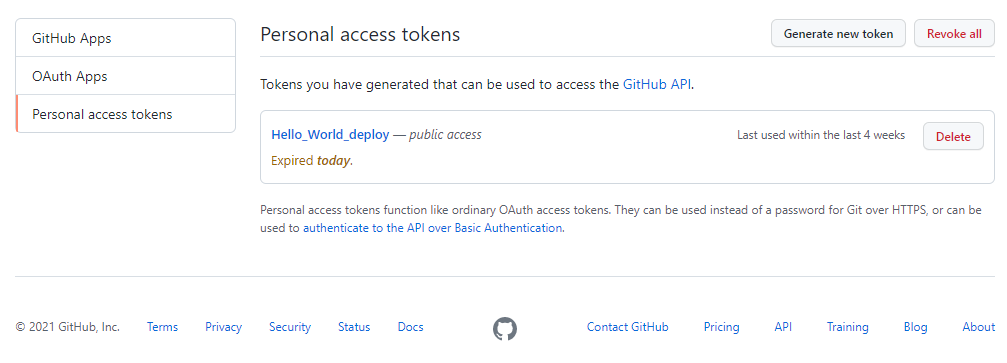 GitHub Apps
OAuth Apps
Personal access tokens
Personal access tokens
Generate new token
Revoke all
Tokens you have generated that can be used to access the GitHub API.
Hello_World_deploy — public access
Last used within the last 4 weeks
Delete
Expired today.
Personal access tokens function like ordinary OAuth access tokens. They can be used instead of a password for Git over HTTPS, or can be
used to authenticate to the API over Basic Authentication.
© 2021 GitHub, Inc. Terms Privacy Security Status Docs Contact GitHub Pricing API Training Blog About